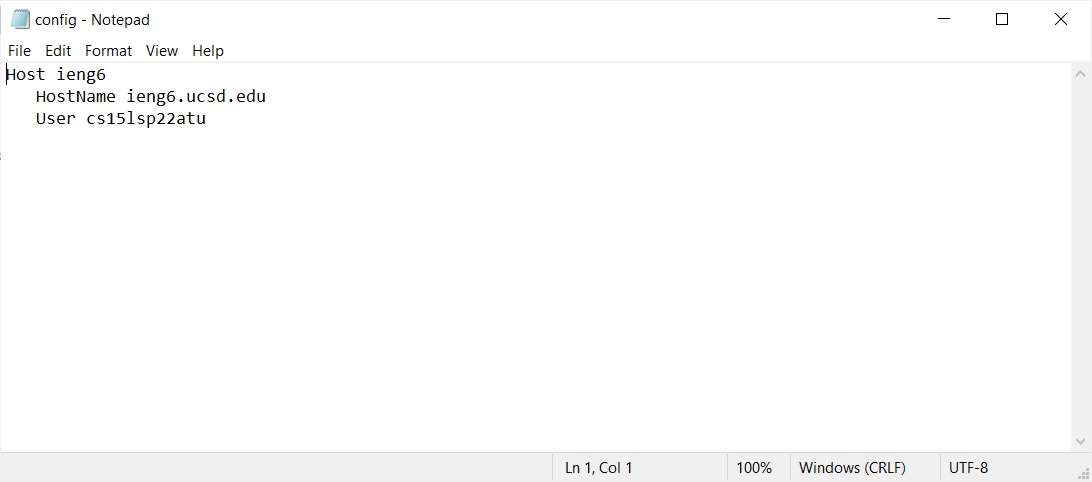 config - Notepad
File Edit Format View Help
Host ieng6
   HostName ieng6.ucsd.edu
   User cs15lsp22atu
Ln 1, Col 1 100% Windows (CRLF) UTF-8